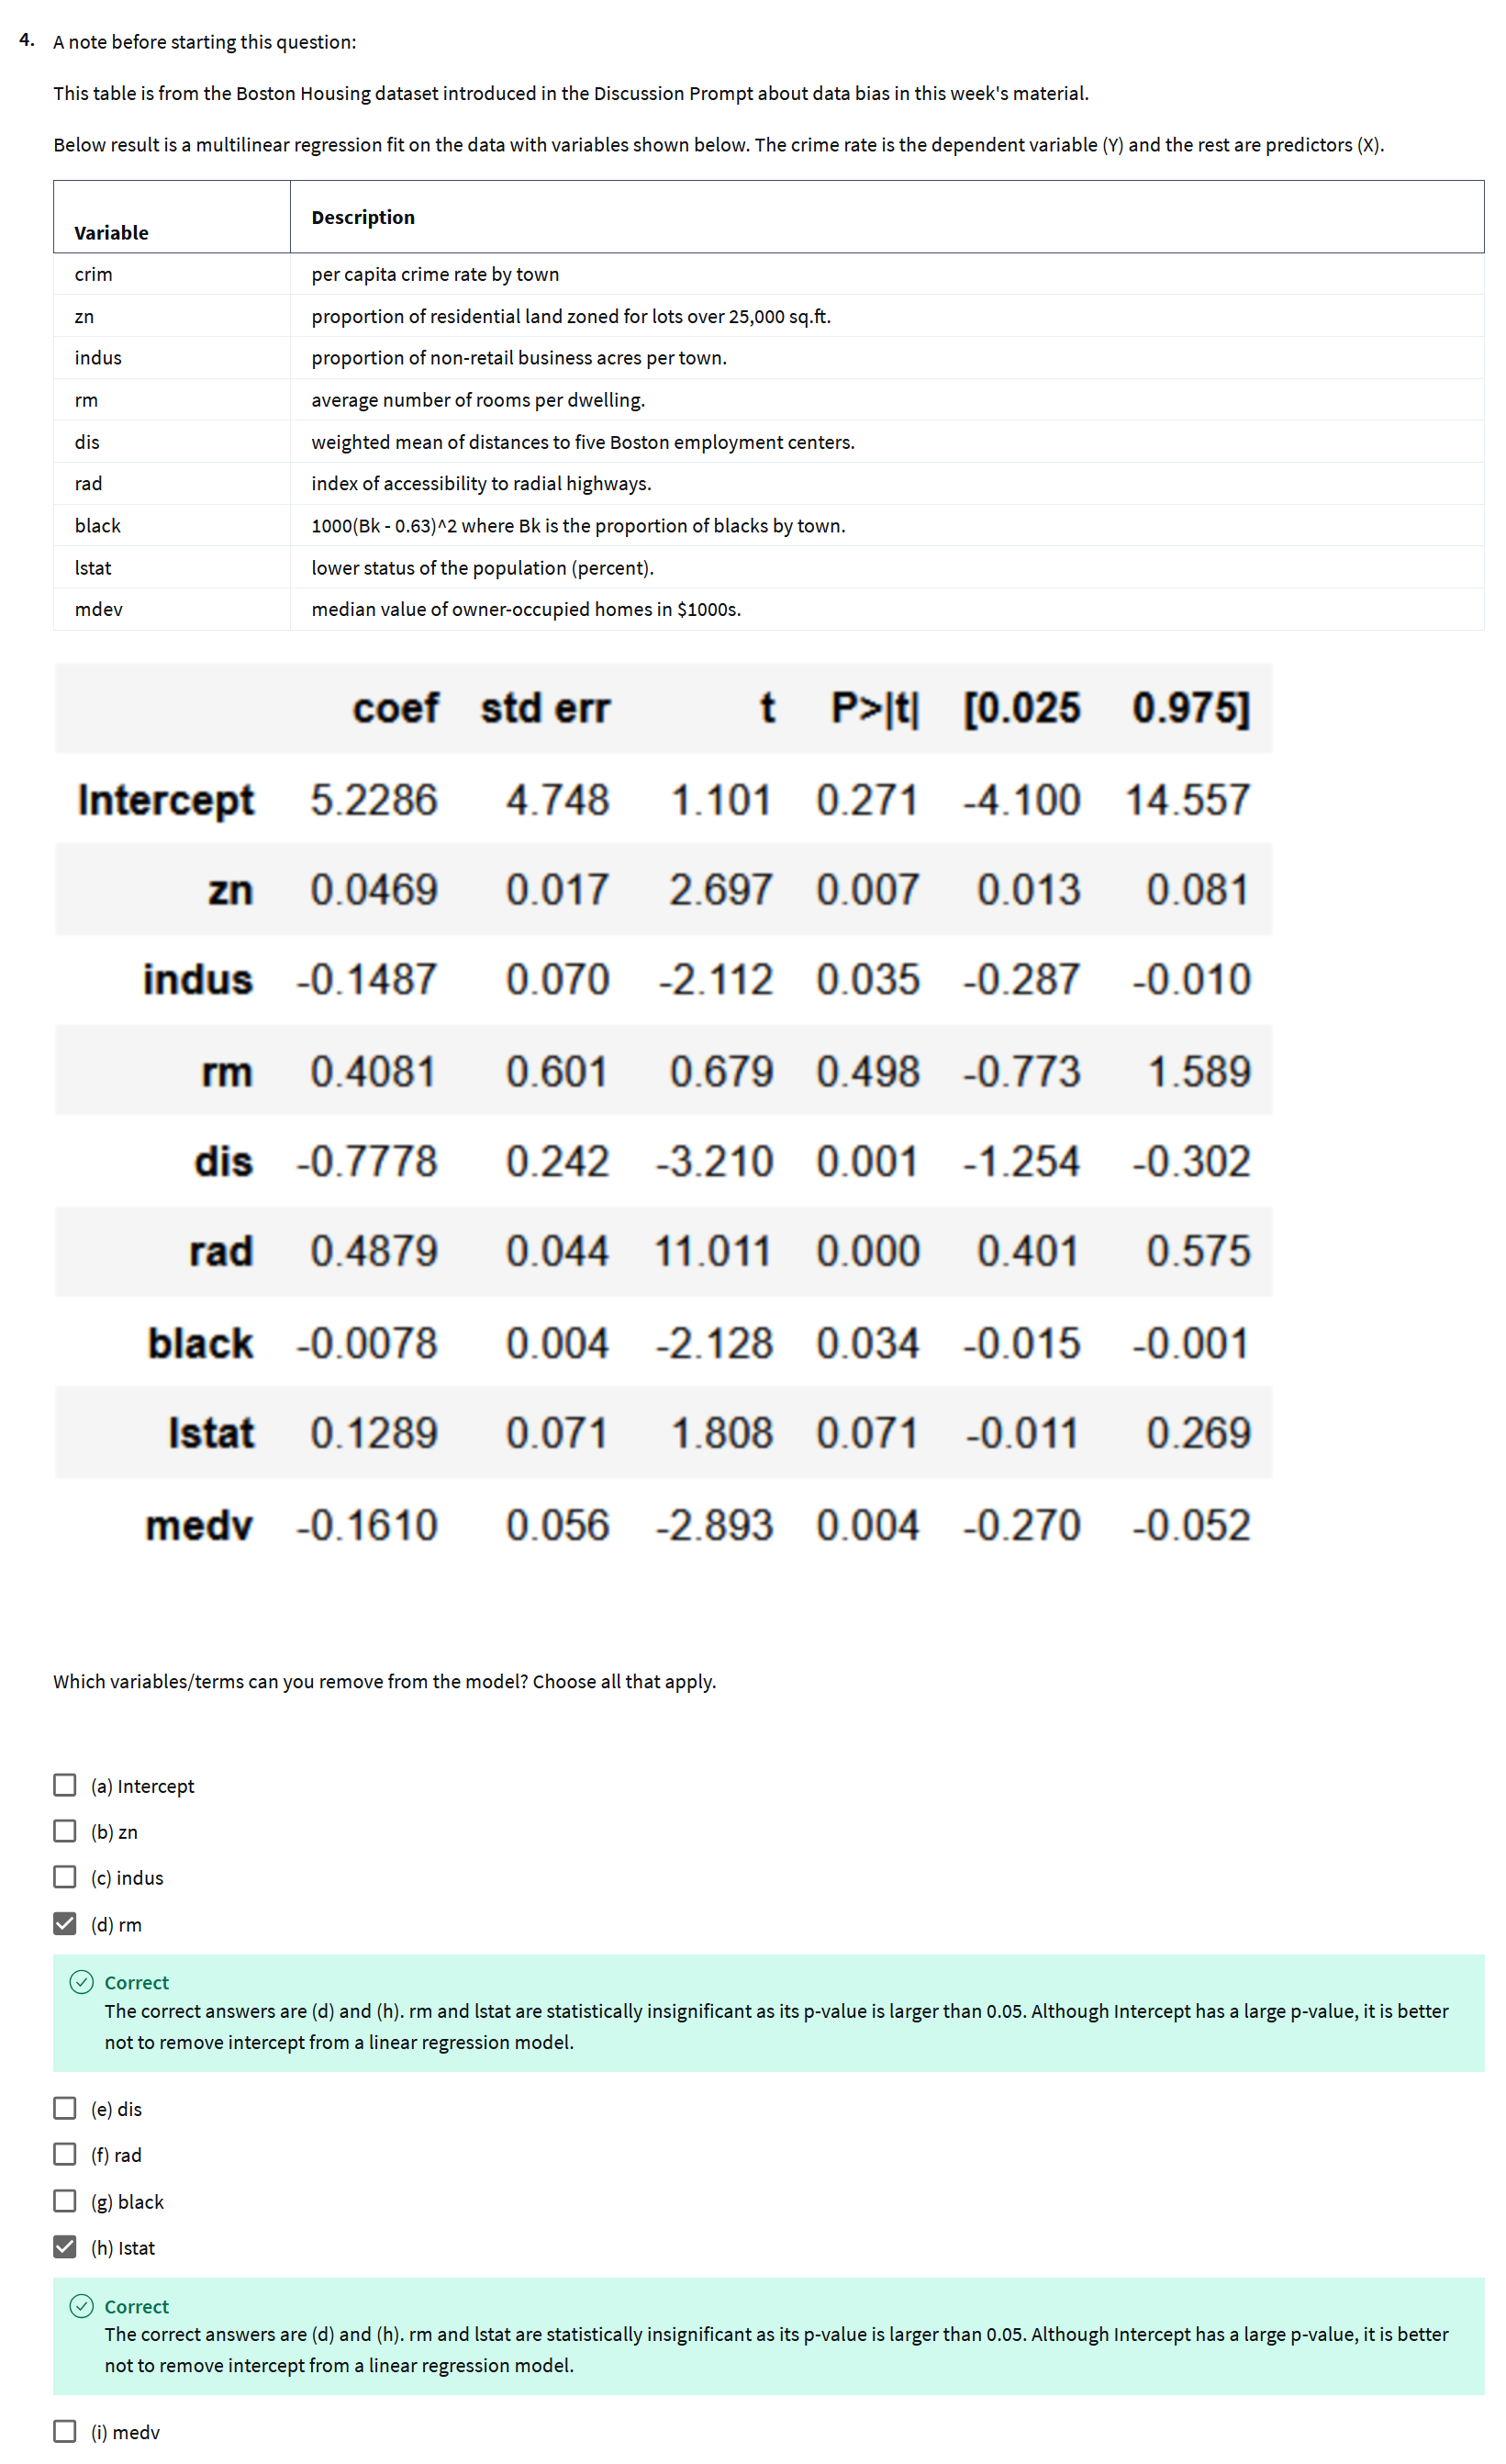 4. A note before starting this question:
This table is from the Boston Housing dataset introduced in the Discussion Prompt about data bias in this week's material.
Below result is a multilinear regression fit on the data with variables shown below. The crime rate is the dependent variable (Y) and the rest are predictors (X).
Variable Description
crim per capita crime rate by town
zn proportion of residential land zoned for lots over 25,000 sq.ft.
indus proportion of non-retail business acres per town.
rm average number of rooms per dwelling.
dis weighted mean of distances to five Boston employment centers.
rad index of accessibility to radial highways.
black 1000(Bk - 0.63)^2 where Bk is the proportion of blacks by town.
lstat lower status of the population (percent).
mdev median value of owner-occupied homes in $1000s.
coef std err t P>|t| [0.025 0.975]
Intercept 5.2286 4.748 1.101 0.271 -4.100 14.557
zn 0.0469 0.017 2.697 0.007 0.013 0.081
indus -0.1487 0.070 -2.112 0.035 -0.287 -0.010
rm 0.4081 0.601 0.679 0.498 -0.773 1.589
dis -0.7778 0.242 -3.210 0.001 -1.254 -0.302
rad 0.4879 0.044 11.011 0.000 0.401 0.575
black -0.0078 0.004 -2.128 0.034 -0.015 -0.001
lstat 0.1289 0.071 1.808 0.071 -0.011 0.269
medv -0.1610 0.056 -2.893 0.004 -0.270 -0.052
Which variables/terms can you remove from the model? Choose all that apply.
(a) Intercept
(b) zn
(c) indus
(d) rm
Correct
The correct answers are (d) and (h). rm and lstat are statistically insignificant as its p-value is larger than 0.05. Although Intercept has a large p-value, it is better
not to remove intercept from a linear regression model.
(e) dis
(f) rad
(g) black
(h) lstat
Correct
The correct answers are (d) and (h). rm and lstat are statistically insignificant as its p-value is larger than 0.05. Although Intercept has a large p-value, it is better
not to remove intercept from a linear regression model.
(i) medv